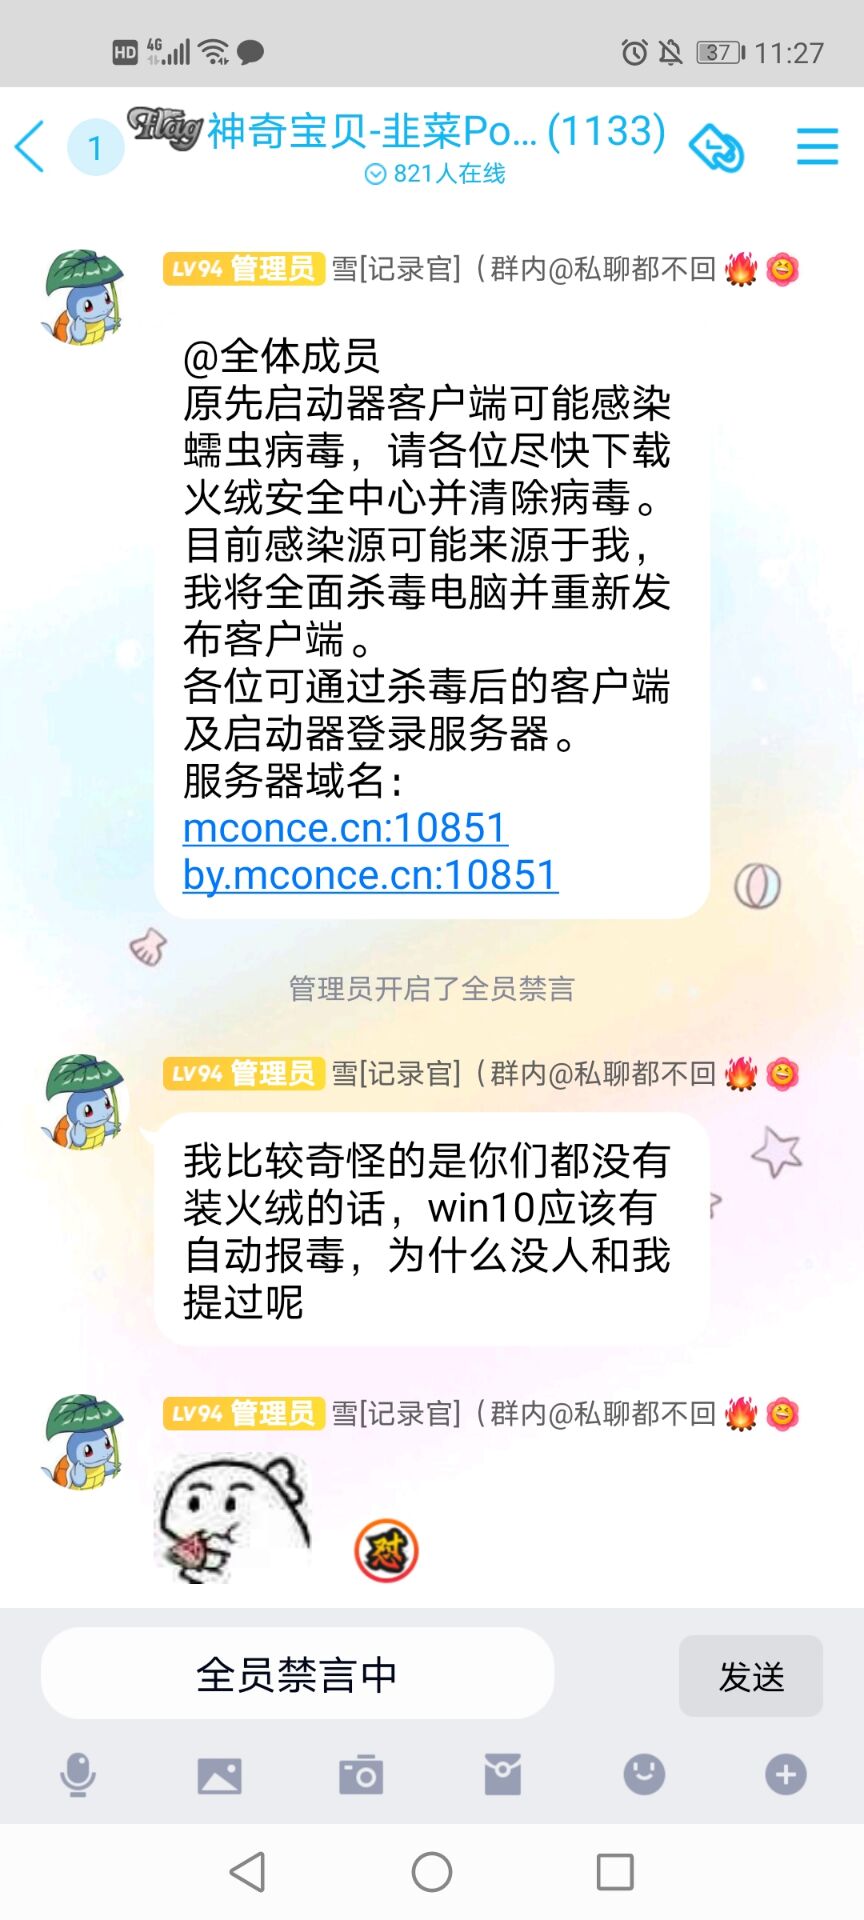 HD 4G 37 11:27
1 Flag 神奇宝贝-韭菜Po... (1133)
821人在线
LV94 管理员 雪[记录官]（群内@私聊都不回
@全体成员
原先启动器客户端可能感染
蠕虫病毒，请各位尽快下载
火绒安全中心并清除病毒。
目前感染源可能来源于我，
我将全面杀毒电脑并重新发
布客户端。
各位可通过杀毒后的客户端
及启动器登录服务器。
服务器域名：
mconce.cn:10851
by.mconce.cn:10851
管理员开启了全员禁言
LV94 管理员 雪[记录官]（群内@私聊都不回
我比较奇怪的是你们都没有
装火绒的话，win10应该有
自动报毒，为什么没人和我
提过呢
LV94 管理员 雪[记录官]（群内@私聊都不回
怼
全员禁言中 发送